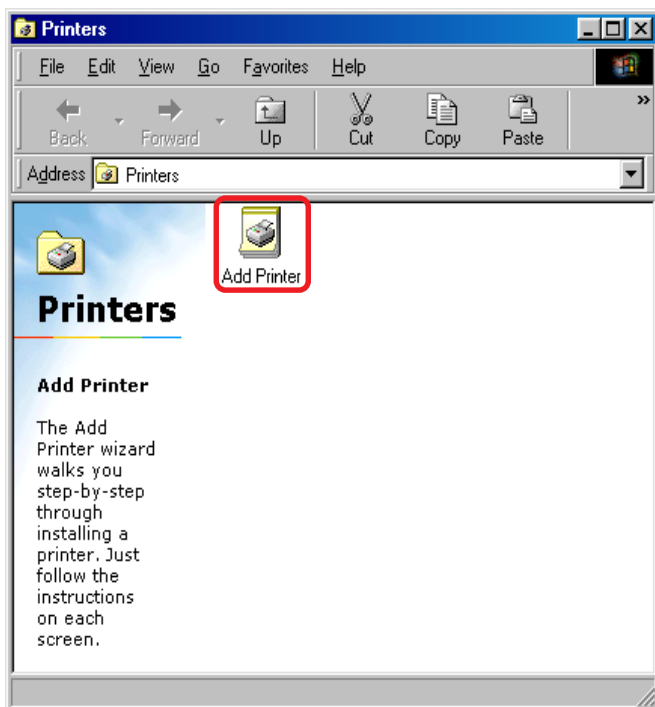 Printers
File Edit View Go Favorites Help
Back Forward Up Cut Copy Paste »
Address Printers
Add Printer
Printers
Add Printer
The Add
Printer wizard
walks you
step-by-step
through
installing a
printer. Just
follow the
instructions
on each
screen.